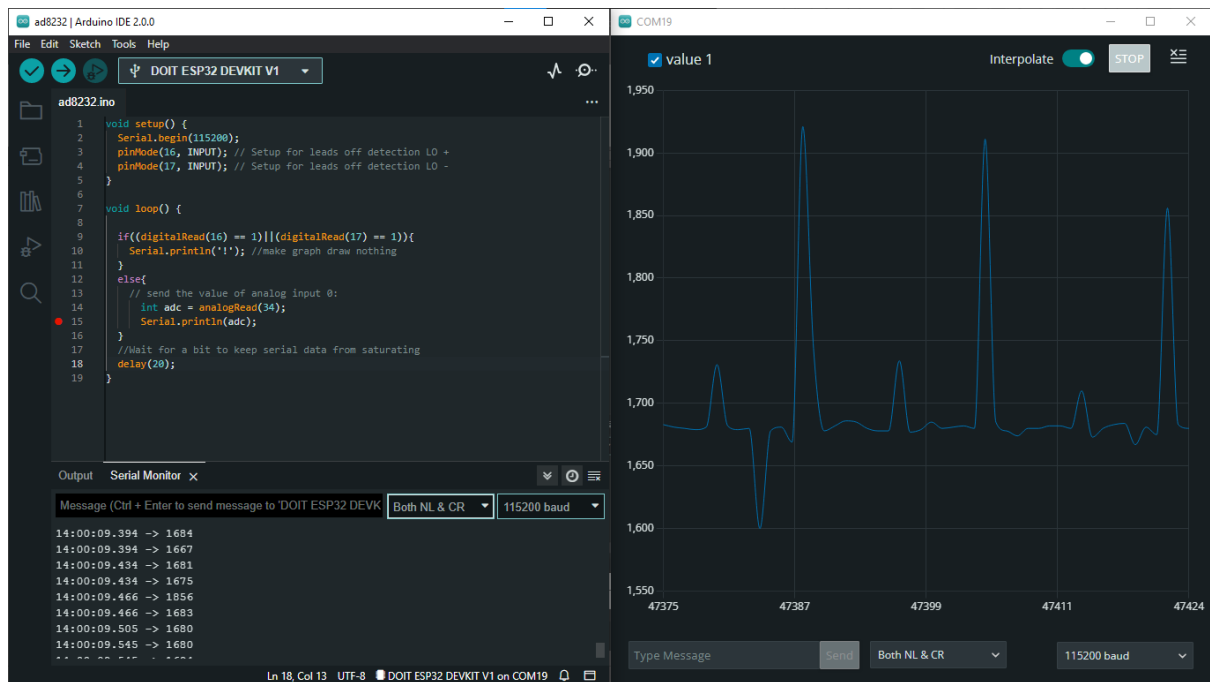 ad8232 | Arduino IDE 2.0.0
File Edit Sketch Tools Help
DOIT ESP32 DEVKIT V1
ad8232.ino
1 void setup() {
2 Serial.begin(115200);
3 pinMode(16, INPUT); // Setup for leads off detection LO +
4 pinMode(17, INPUT); // Setup for leads off detection LO -
5 }
6
7 void loop() {
8
9 if((digitalRead(16) == 1)||(digitalRead(17) == 1)){
10 Serial.println('!'); //make graph draw nothing
11 }
12 else{
13 // send the value of analog input 0:
14 int adc = analogRead(34);
15 Serial.println(adc);
16 }
17 //Wait for a bit to keep serial data from saturating
18 delay(20);
19 }
Output Serial Monitor
Message (Ctrl + Enter to send message to 'DOIT ESP32 DEVK
Both NL & CR
115200 baud
14:00:09.394 -> 1684
14:00:09.394 -> 1667
14:00:09.434 -> 1681
14:00:09.434 -> 1675
14:00:09.466 -> 1856
14:00:09.466 -> 1683
14:00:09.505 -> 1680
14:00:09.545 -> 1680
Ln 18, Col 13 UTF-8 DOIT ESP32 DEVKIT V1 on COM19
COM19
value 1
Interpolate
STOP
1,950
1,900
1,850
1,800
1,750
1,700
1,650
1,600
1,550
47375 47387 47399 47411 47424
Type Message
Send
Both NL & CR
115200 baud